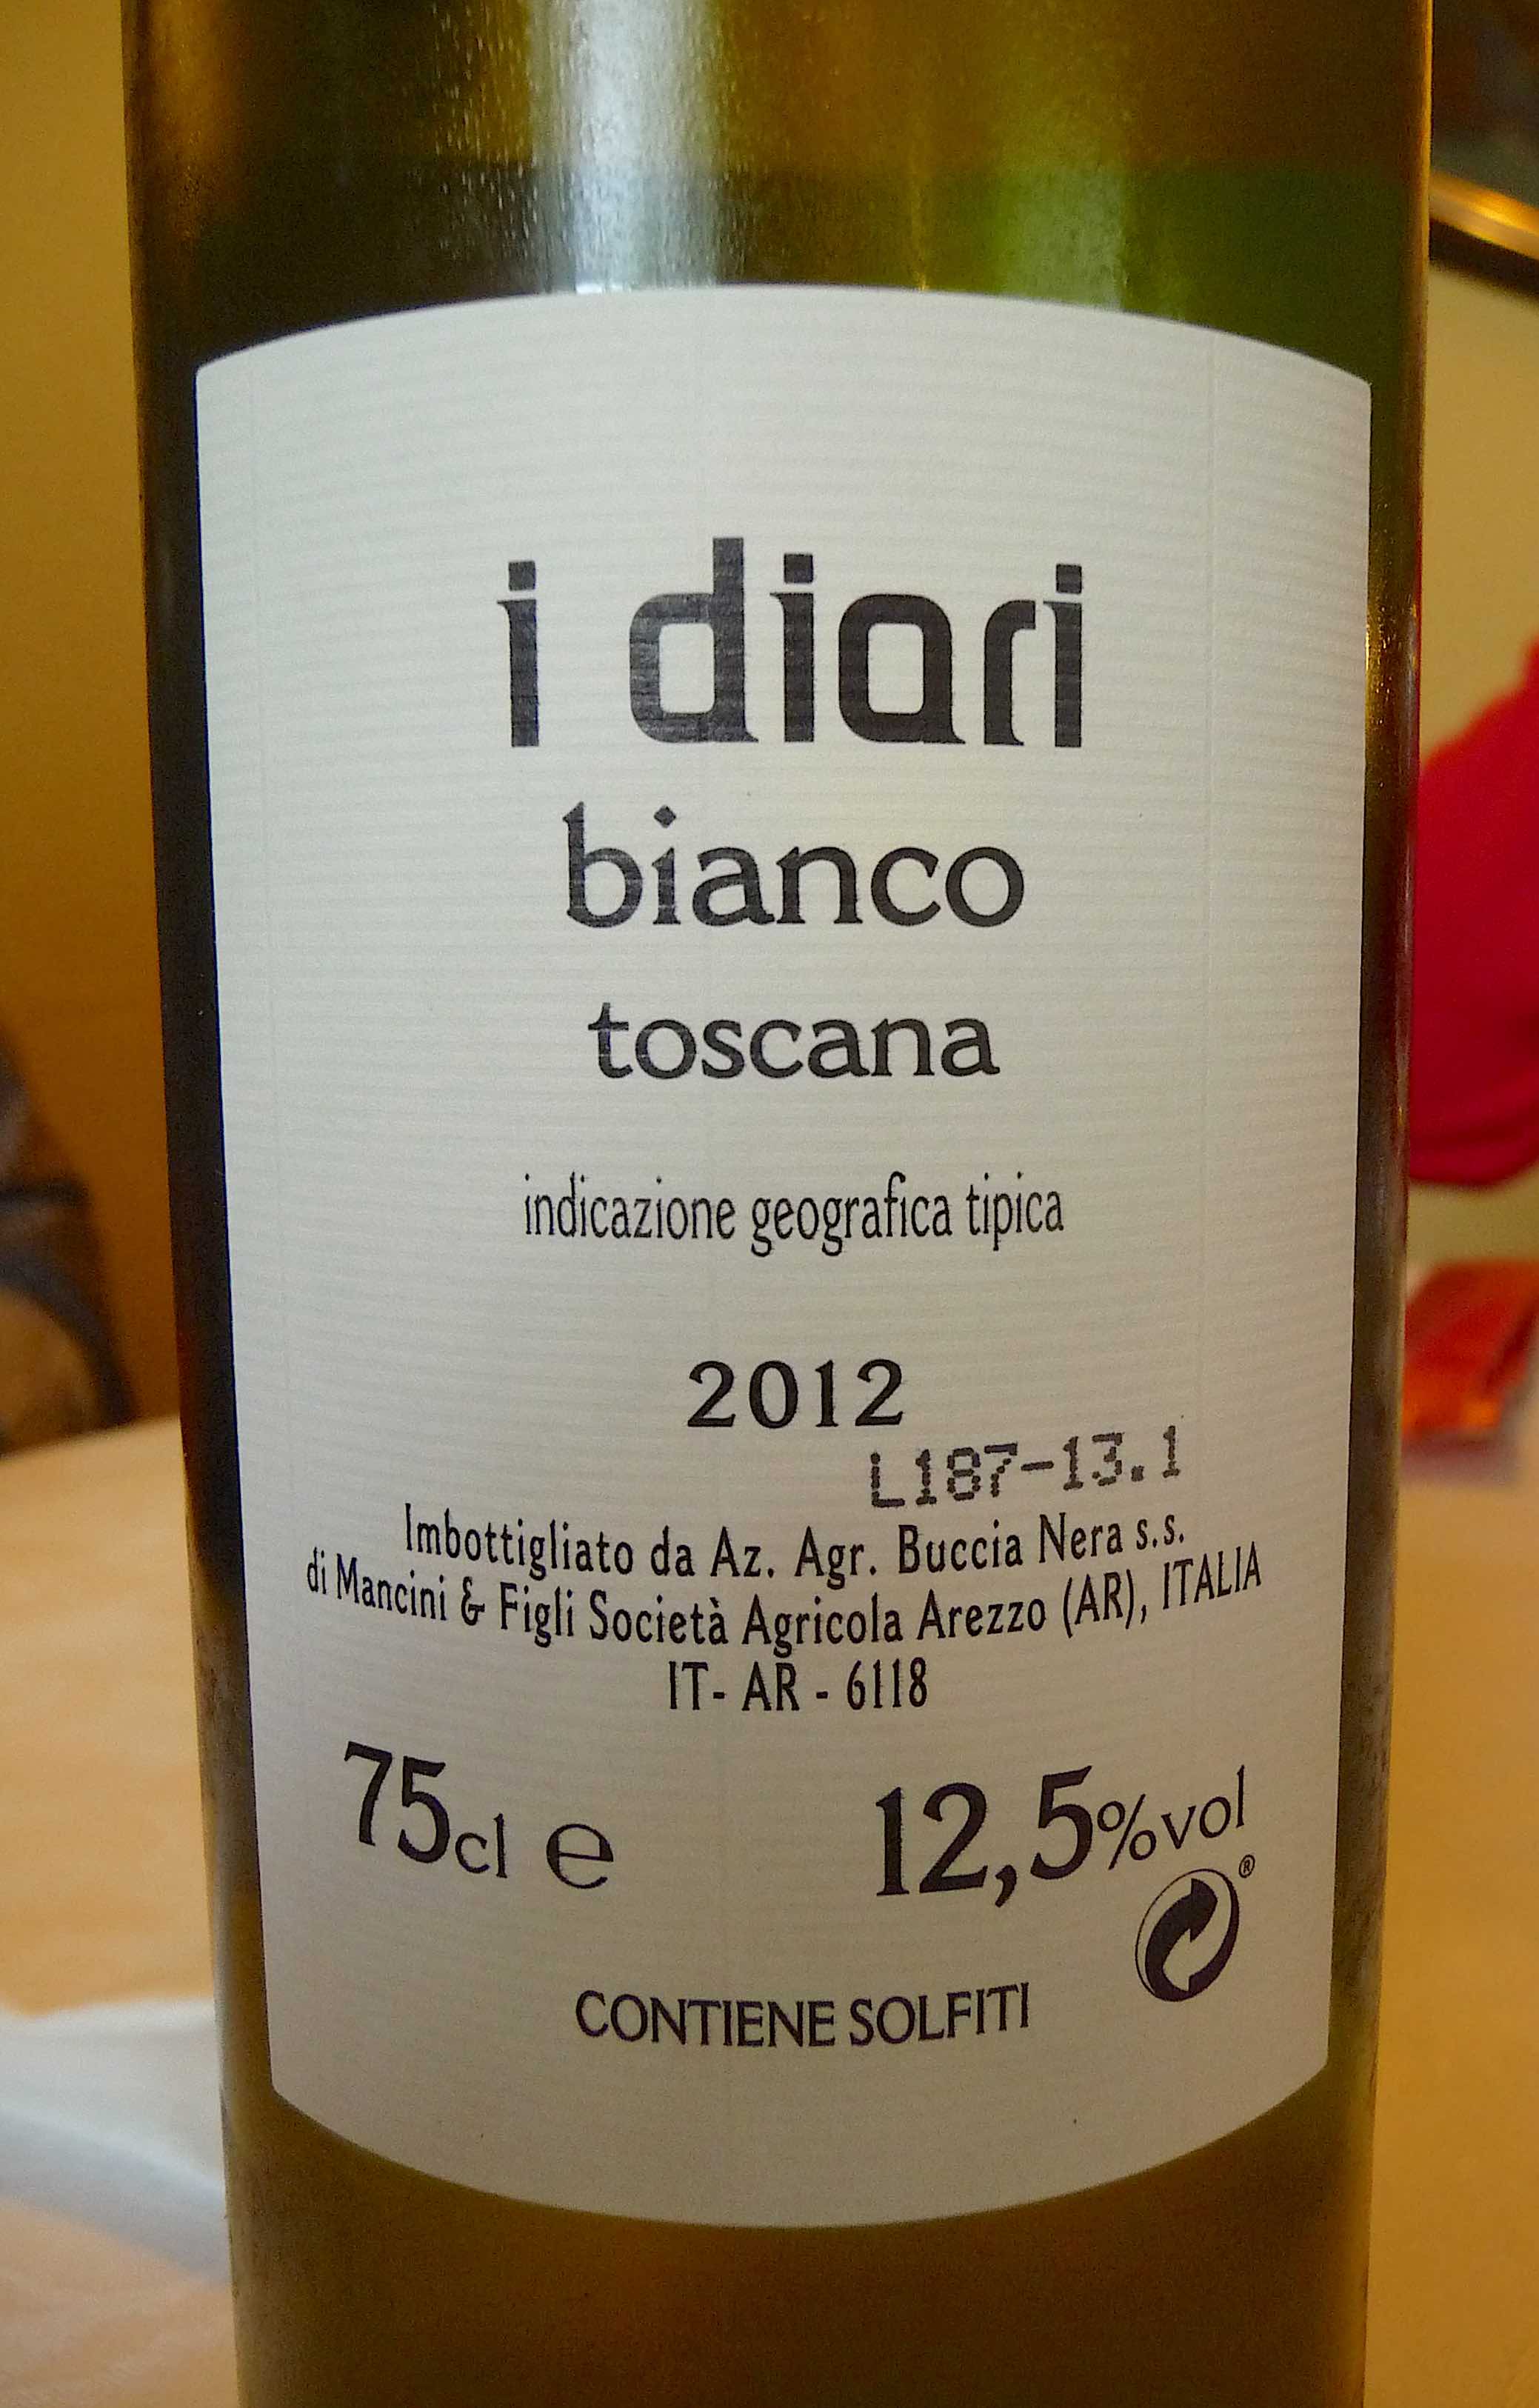 i diari
bianco
toscana
indicazione geografica tipica
2012
L187-13.1
Imbottigliato da Az. Agr. Buccia Nera s.s.
di Mancini & Figli Società Agricola Arezzo (AR), ITALIA
IT- AR - 6118
75cl e 12,5%vol
®
CONTIENE SOLFITI